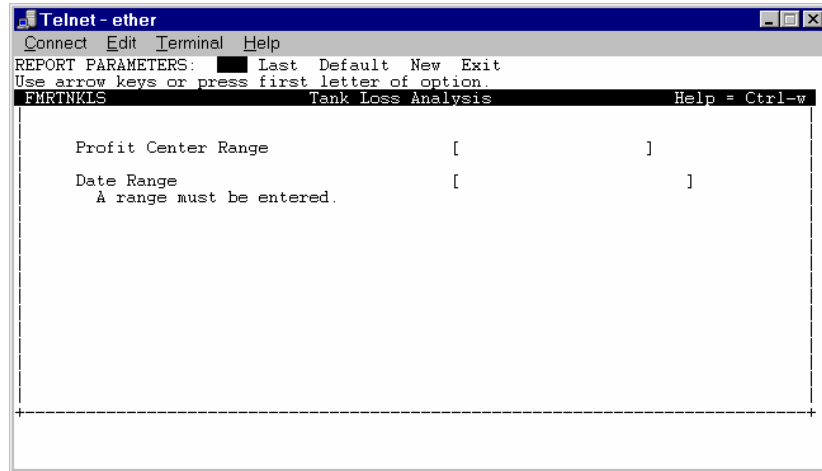 Telnet - ether
Connect Edit Terminal Help
REPORT PARAMETERS: Last Default New Exit
Use arrow keys or press first letter of option.
FMRTNKLS Tank Loss Analysis Help = Ctrl-w
Profit Center Range [ ]
Date Range [ ]
A range must be entered.